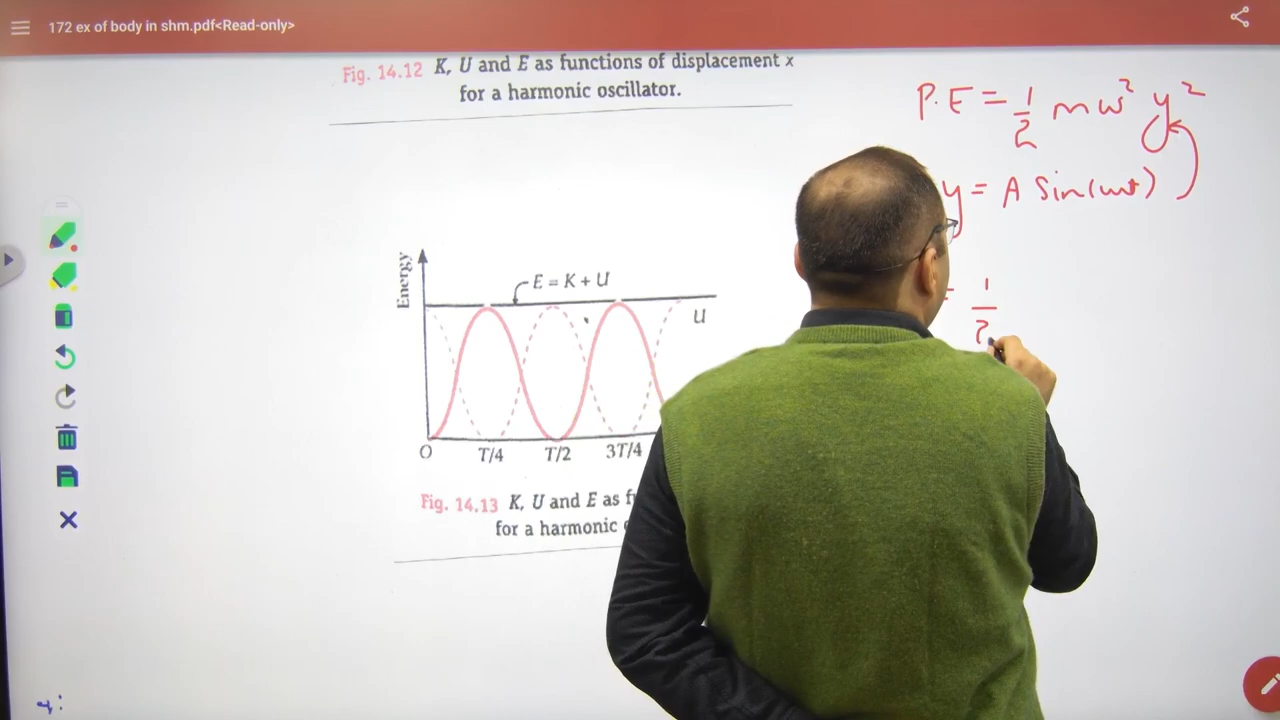 172 ex of body in shm.pdf<Read-only>
Fig. 14.12 K, U and E as functions of displacement x
for a harmonic oscillator.
P.E = 1/2 mω² y²
y = A Sin(ωt)
= 1/2
Energy
E = K + U
U
O T/4 T/2 3T/4
Fig. 14.13 K, U and E as f
for a harmonic